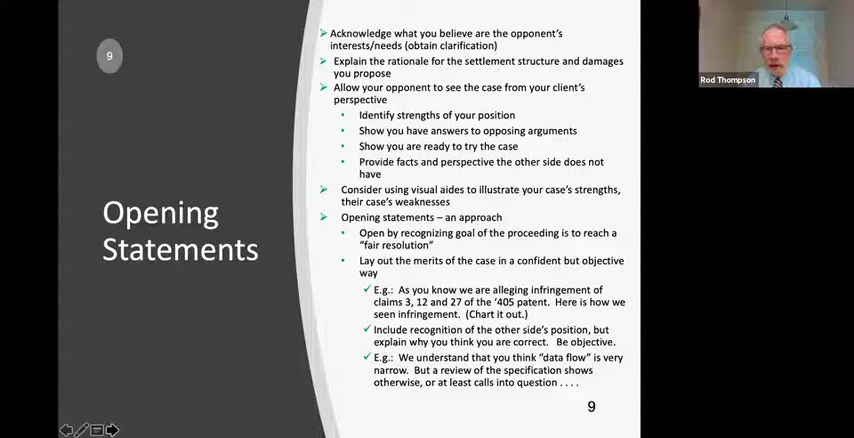 9
Opening
Statements
Acknowledge what you believe are the opponent's
interests/needs (obtain clarification)
Explain the rationale for the settlement structure and damages
you propose
Allow your opponent to see the case from your client's
perspective
Identify strengths of your position
Show you have answers to opposing arguments
Show you are ready to try the case
Provide facts and perspective the other side does not
have
Consider using visual aides to illustrate your case's strengths,
their case's weaknesses
Opening statements – an approach
Open by recognizing goal of the proceeding is to reach a
"fair resolution"
Lay out the merits of the case in a confident but objective
way
E.g.: As you know we are alleging infringement of
claims 3, 12 and 27 of the '405 patent. Here is how we
seen infringement. (Chart it out.)
Include recognition of the other side's position, but
explain why you think you are correct. Be objective.
E.g.: We understand that you think "data flow" is very
narrow. But a review of the specification shows
otherwise, or at least calls into question . . . .
9
Rod Thompson